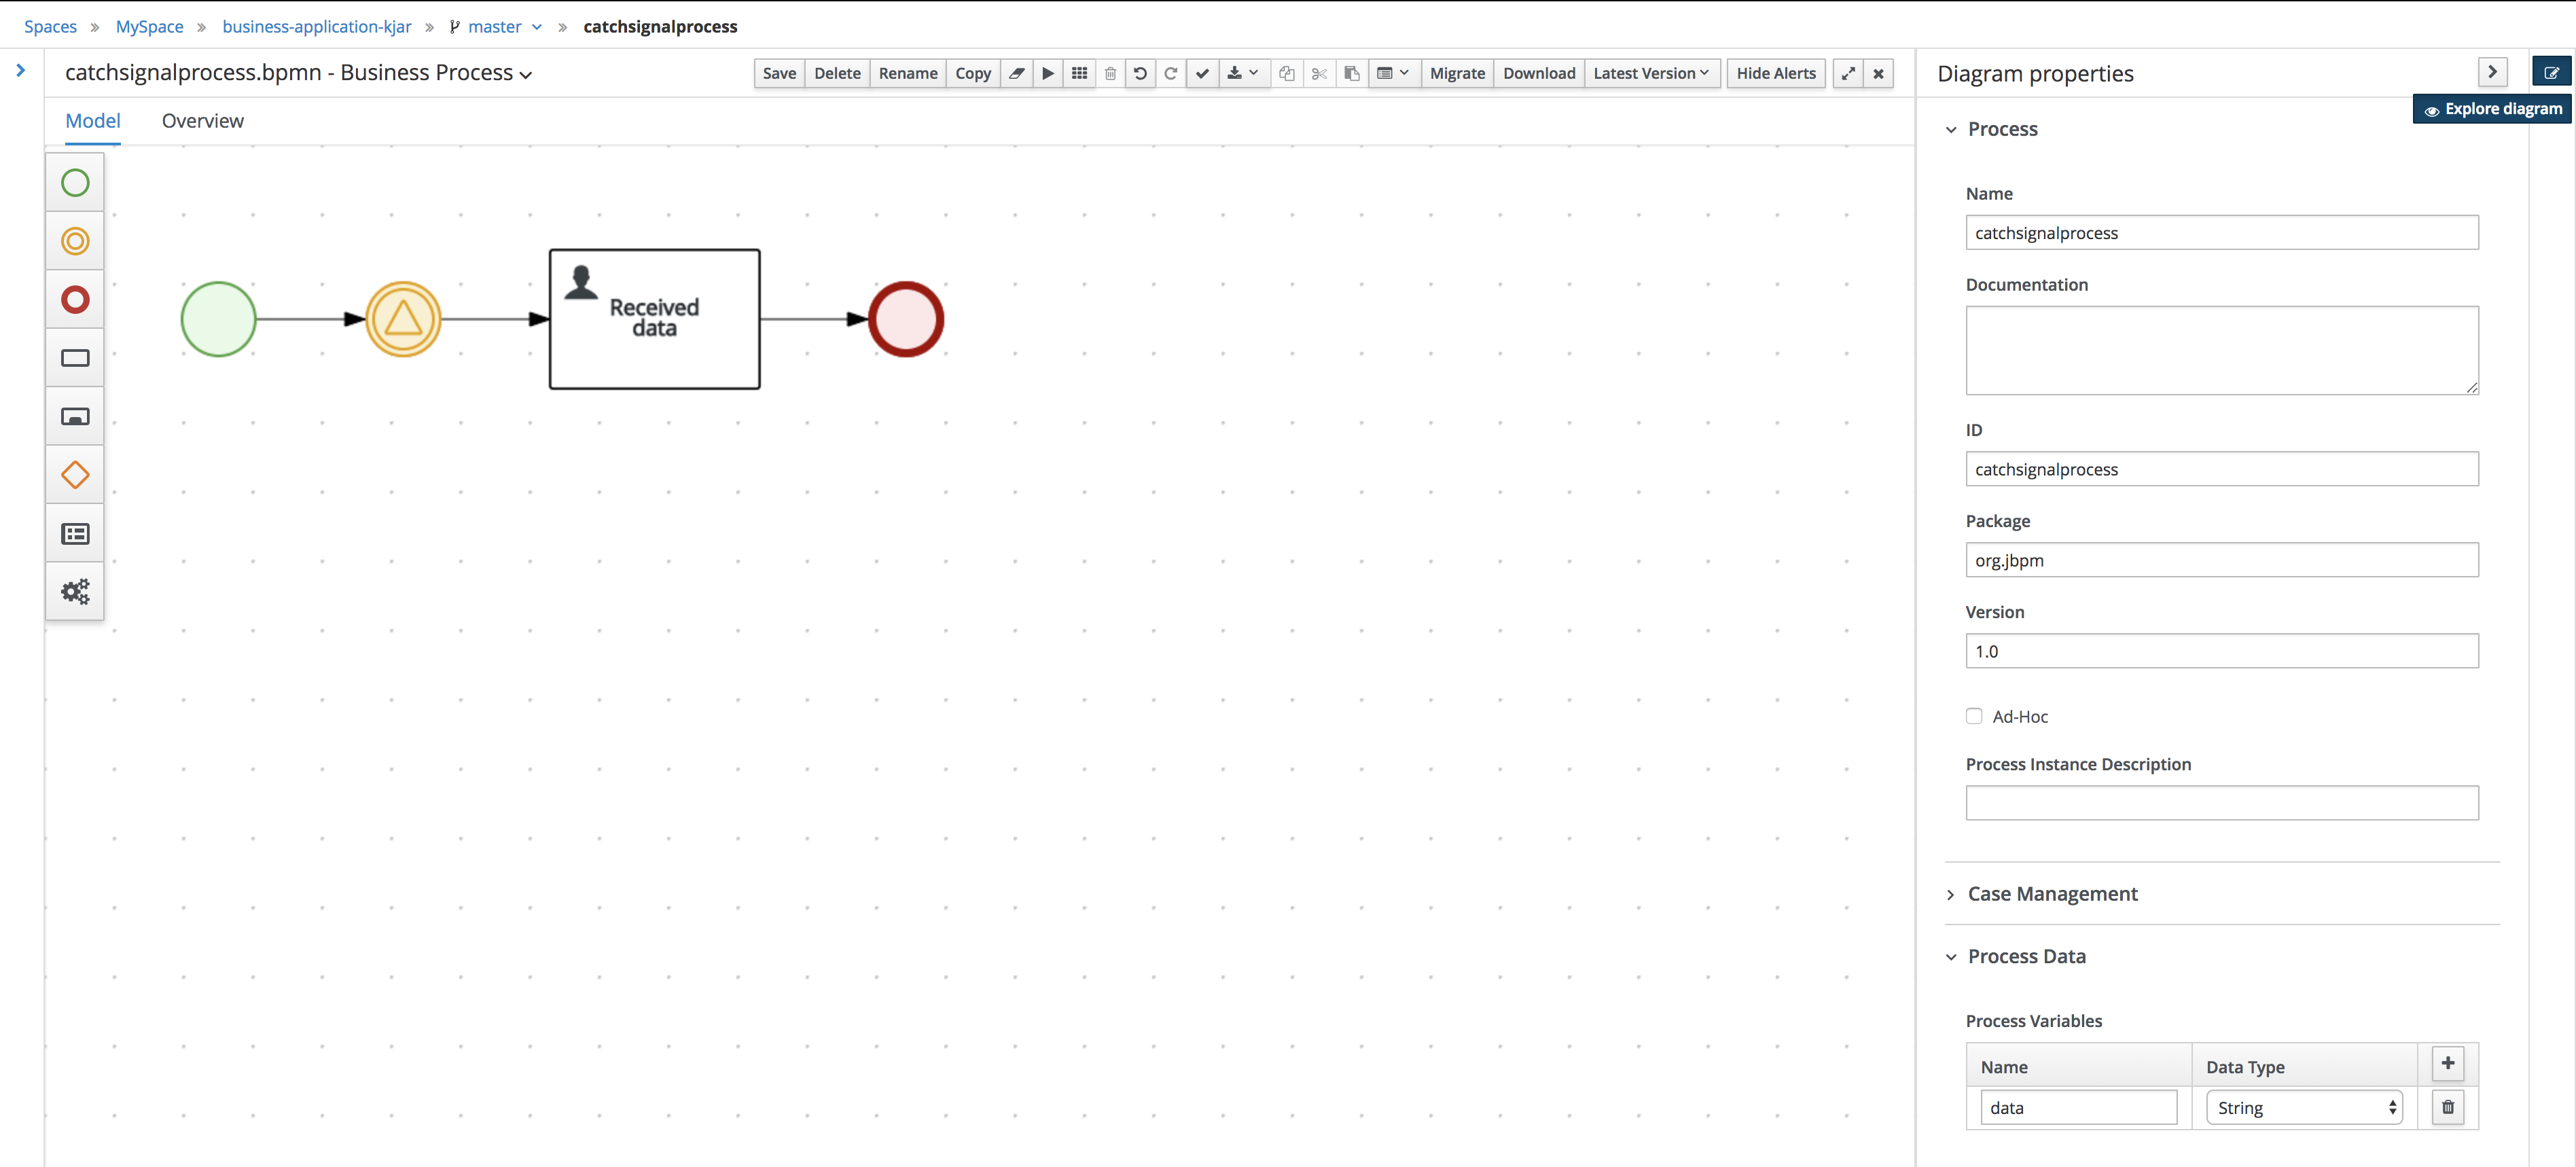 Spaces » MySpace » business-application-kjar » master » catchsignalprocess
catchsignalprocess.bpmn - Business Process
Save Delete Rename Copy Migrate Download Latest Version Hide Alerts
Model Overview
Received
data
Diagram properties
Explore diagram
Process
Name
catchsignalprocess
Documentation
ID
catchsignalprocess
Package
org.jbpm
Version
1.0
Ad-Hoc
Process Instance Description
Case Management
Process Data
Process Variables
Name Data Type
data String